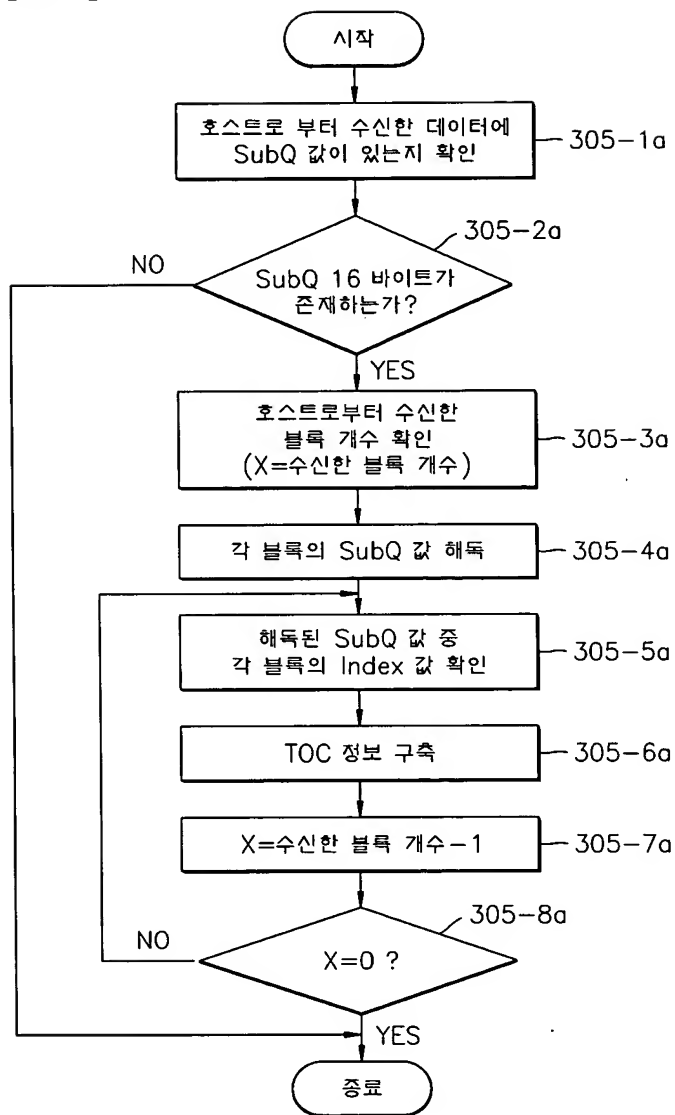 시작
호스트로 부터 수신한 데이터에
SubQ 값이 있는지 확인
305-1a
305-2a
NO
SubQ 16 바이트가
존재하는가?
YES
호스트로부터 수신한
블록 개수 확인
(X=수신한 블록 개수)
305-3a
각 블록의 SubQ 값 해독
305-4a
해독된 SubQ 값 중
각 블록의 Index 값 확인
305-5a
TOC 정보 구축
305-6a
X=수신한 블록 개수-1
305-7a
305-8a
NO
X=0 ?
YES
종료